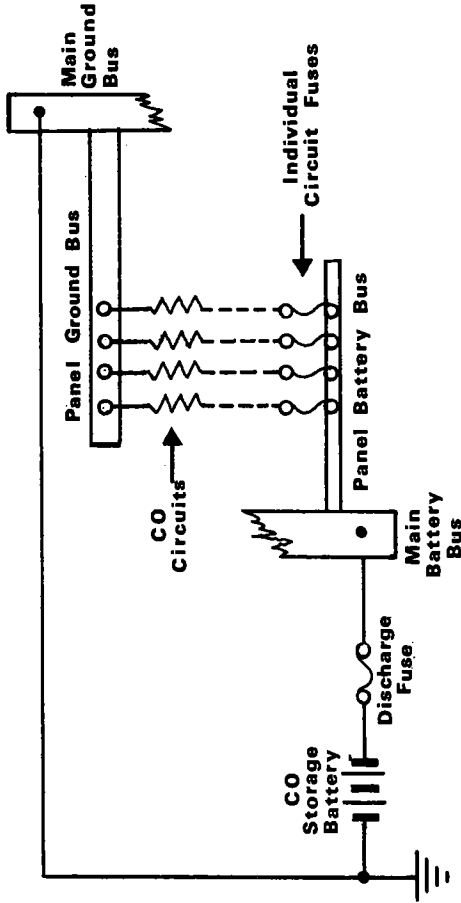 Main
Ground
Bus
Panel Ground Bus
Individual
Circuit Fuses
CO
Circuits
Panel Battery Bus
Main
Battery
Bus
Discharge
Fuse
CO
Storage
Battery